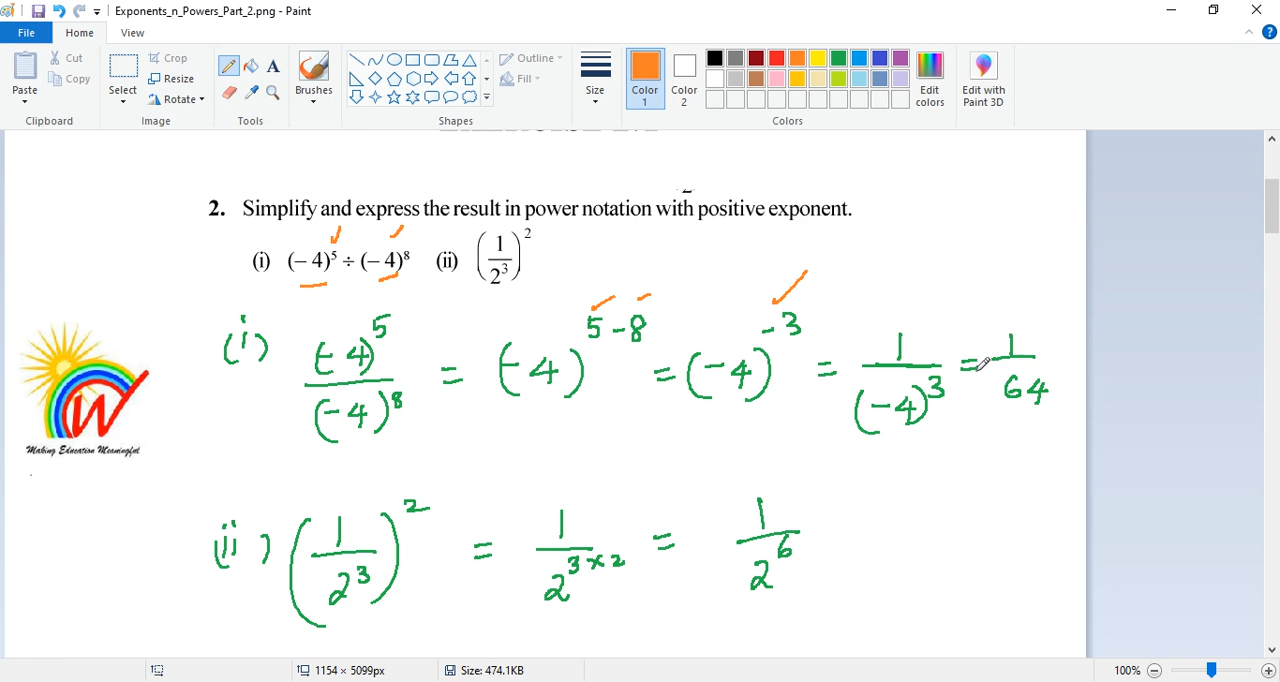 Exponents_n_Powers_Part_2.png - Paint
File Home View
Paste Cut Copy Clipboard
Select Crop Resize Rotate Image
Tools
Brushes
Outline Fill Shapes
Size
Color 1 Color 2 Colors
Edit colors
Edit with Paint 3D
2. Simplify and express the result in power notation with positive exponent.
(i) (– 4)⁵ ÷ (– 4)⁸ (ii) (1/2³)²
(i) (-4)⁵/(-4)⁸ = (-4)⁵⁻⁸ = (-4)⁻³ = 1/(-4)³ = 1/64
W
Making Education Meaningful
(ii) (1/2³)² = 1/2³ˣ² = 1/2⁶
1154 × 5099px Size: 474.1KB 100%